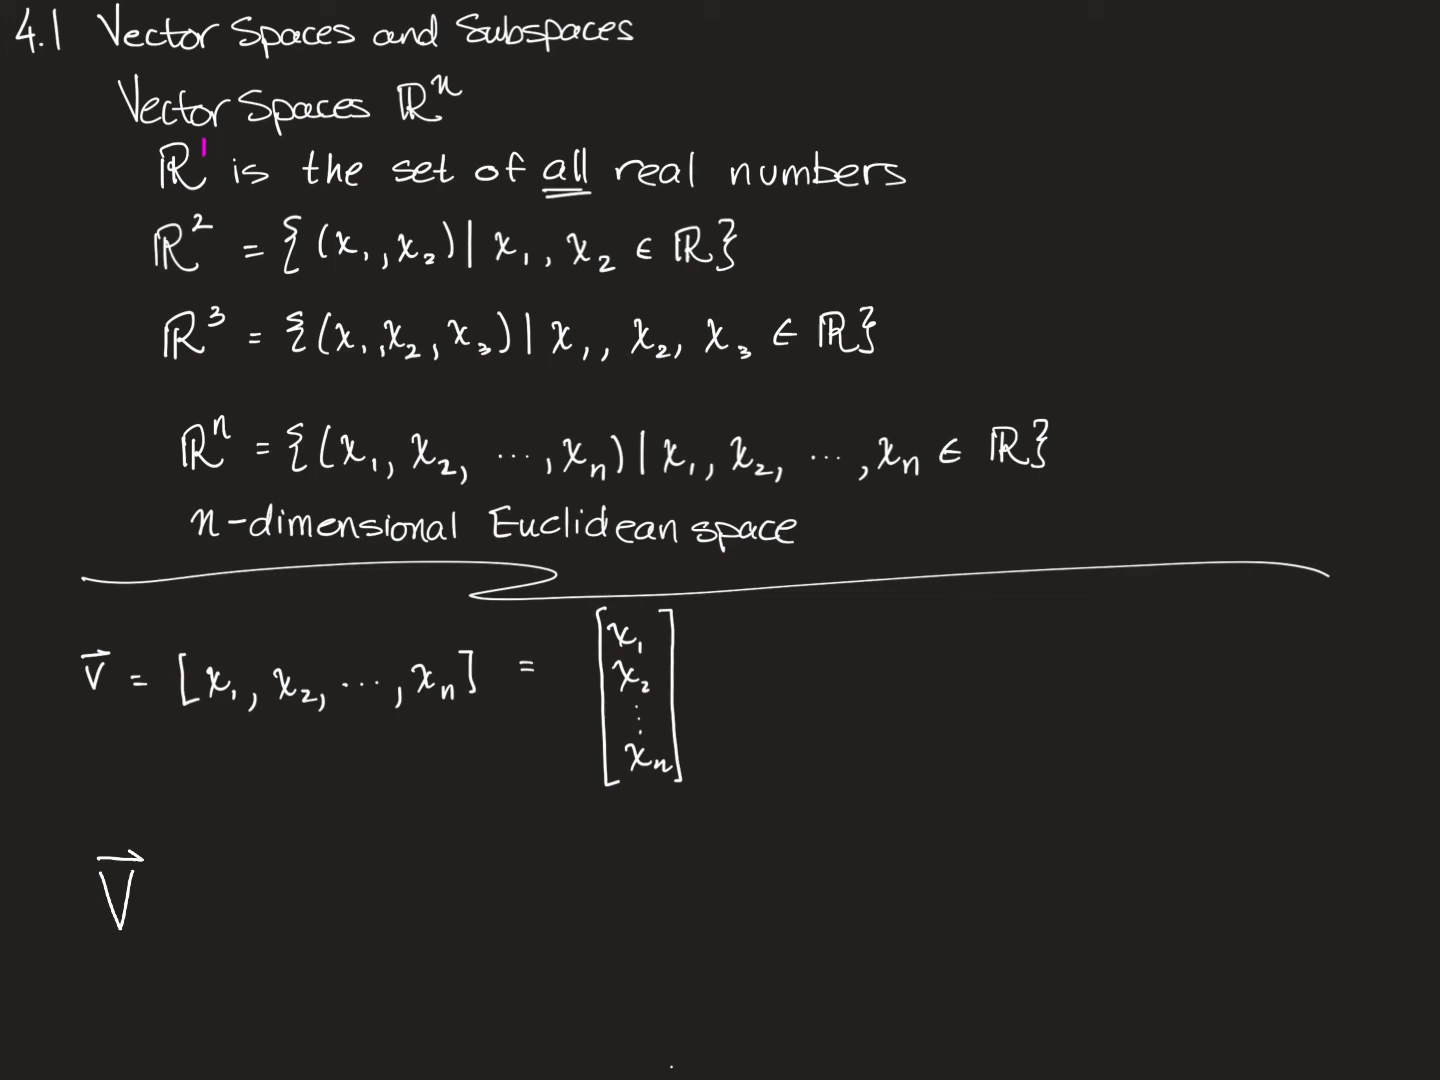 4.1 Vector Spaces and Subspaces
Vector Spaces ℝⁿ
ℝ¹ is the set of all real numbers
ℝ² = {(x₁, x₂) | x₁, x₂ ∈ ℝ}
ℝ³ = {(x₁, x₂, x₃) | x₁, x₂, x₃ ∈ ℝ}
ℝⁿ = {(x₁, x₂, ⋯, xₙ) | x₁, x₂, ⋯, xₙ ∈ ℝ}
n-dimensional Euclidean space
v⃗ = [x₁, x₂, ⋯, xₙ] = [x₁
x₂
⋮
xₙ]
V⃗